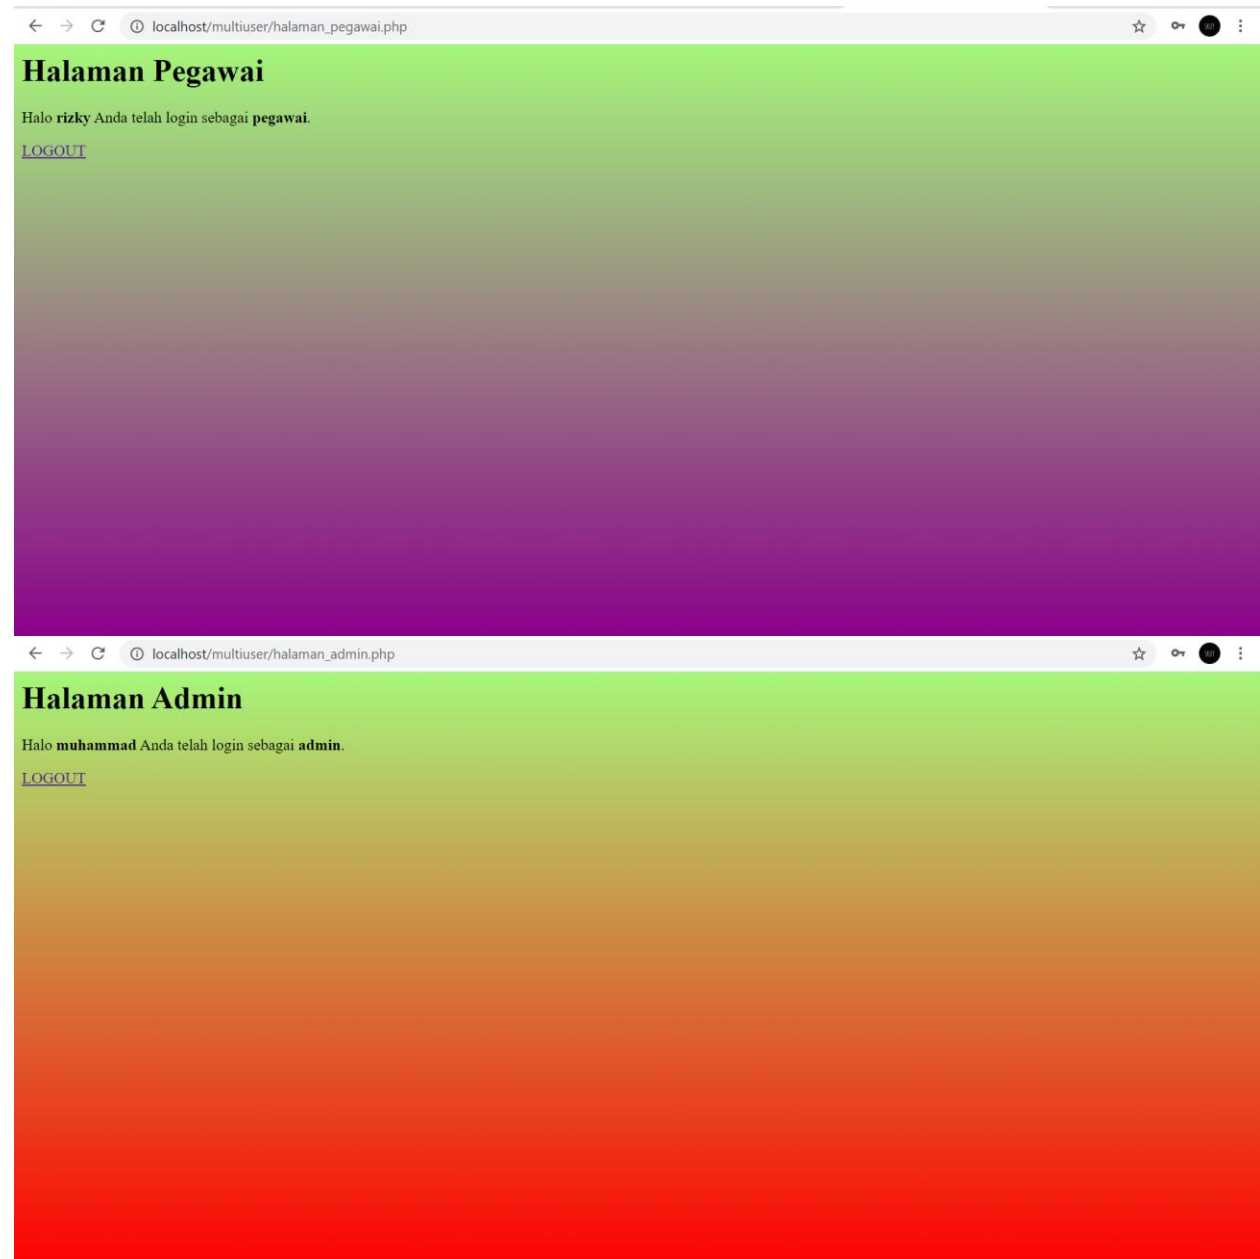 localhost/multiuser/halaman_pegawai.php
Halaman Pegawai
Halo rizky Anda telah login sebagai pegawai.
LOGOUT
localhost/multiuser/halaman_admin.php
Halaman Admin
Halo muhammad Anda telah login sebagai admin.
LOGOUT